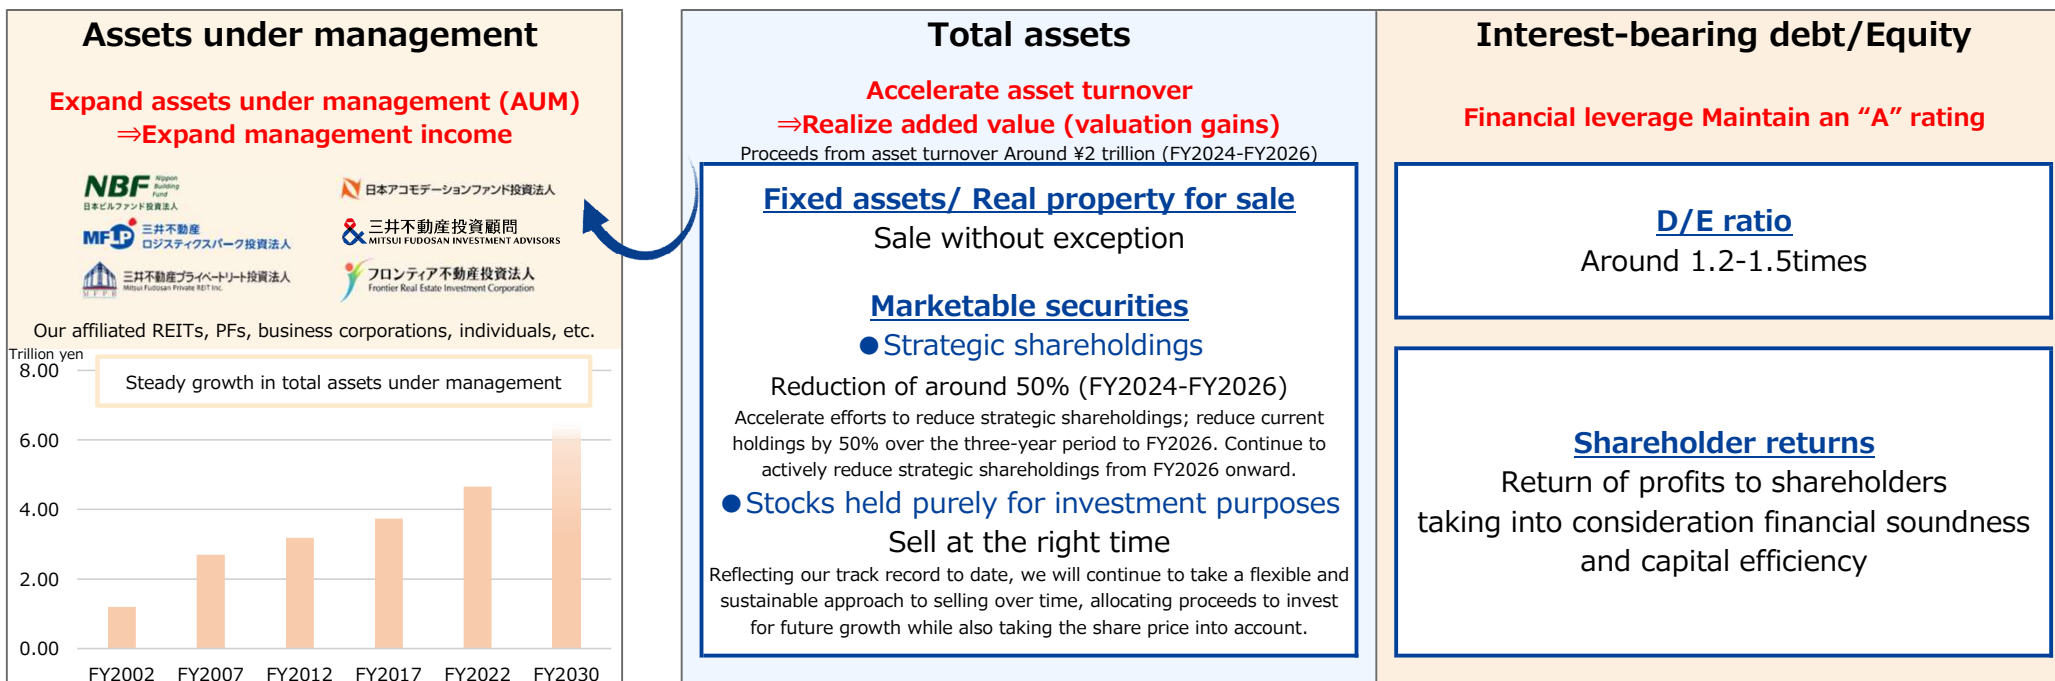 Assets under management
Expand assets under management (AUM)
⇒Expand management income
NBF Nippon Building Fund
日本ビルファンド投資法人
日本アコモデーションファンド投資法人
MFLP 三井不動産
ロジスティクスパーク投資法人
三井不動産投資顧問
MITSUI FUDOSAN INVESTMENT ADVISORS
MFPR
三井不動産プライベートリート投資法人
Mitsui Fudosan Private REIT Inc.
フロンティア不動産投資法人
Frontier Real Estate Investment Corporation
Our affiliated REITs, PFs, business corporations, individuals, etc.
Trillion yen
Steady growth in total assets under management
8.00
6.00
4.00
2.00
0.00
FY2002 FY2007 FY2012 FY2017 FY2022 FY2030
Total assets
Accelerate asset turnover
⇒Realize added value (valuation gains)
Proceeds from asset turnover Around ¥2 trillion (FY2024-FY2026)
Fixed assets/ Real property for sale
Sale without exception
Marketable securities
●Strategic shareholdings
Reduction of around 50% (FY2024-FY2026)
Accelerate efforts to reduce strategic shareholdings; reduce current
holdings by 50% over the three-year period to FY2026. Continue to
actively reduce strategic shareholdings from FY2026 onward.
●Stocks held purely for investment purposes
Sell at the right time
Reflecting our track record to date, we will continue to take a flexible and
sustainable approach to selling over time, allocating proceeds to invest
for future growth while also taking the share price into account.
Interest-bearing debt/Equity
Financial leverage Maintain an “A” rating
D/E ratio
Around 1.2-1.5times
Shareholder returns
Return of profits to shareholders
taking into consideration financial soundness
and capital efficiency